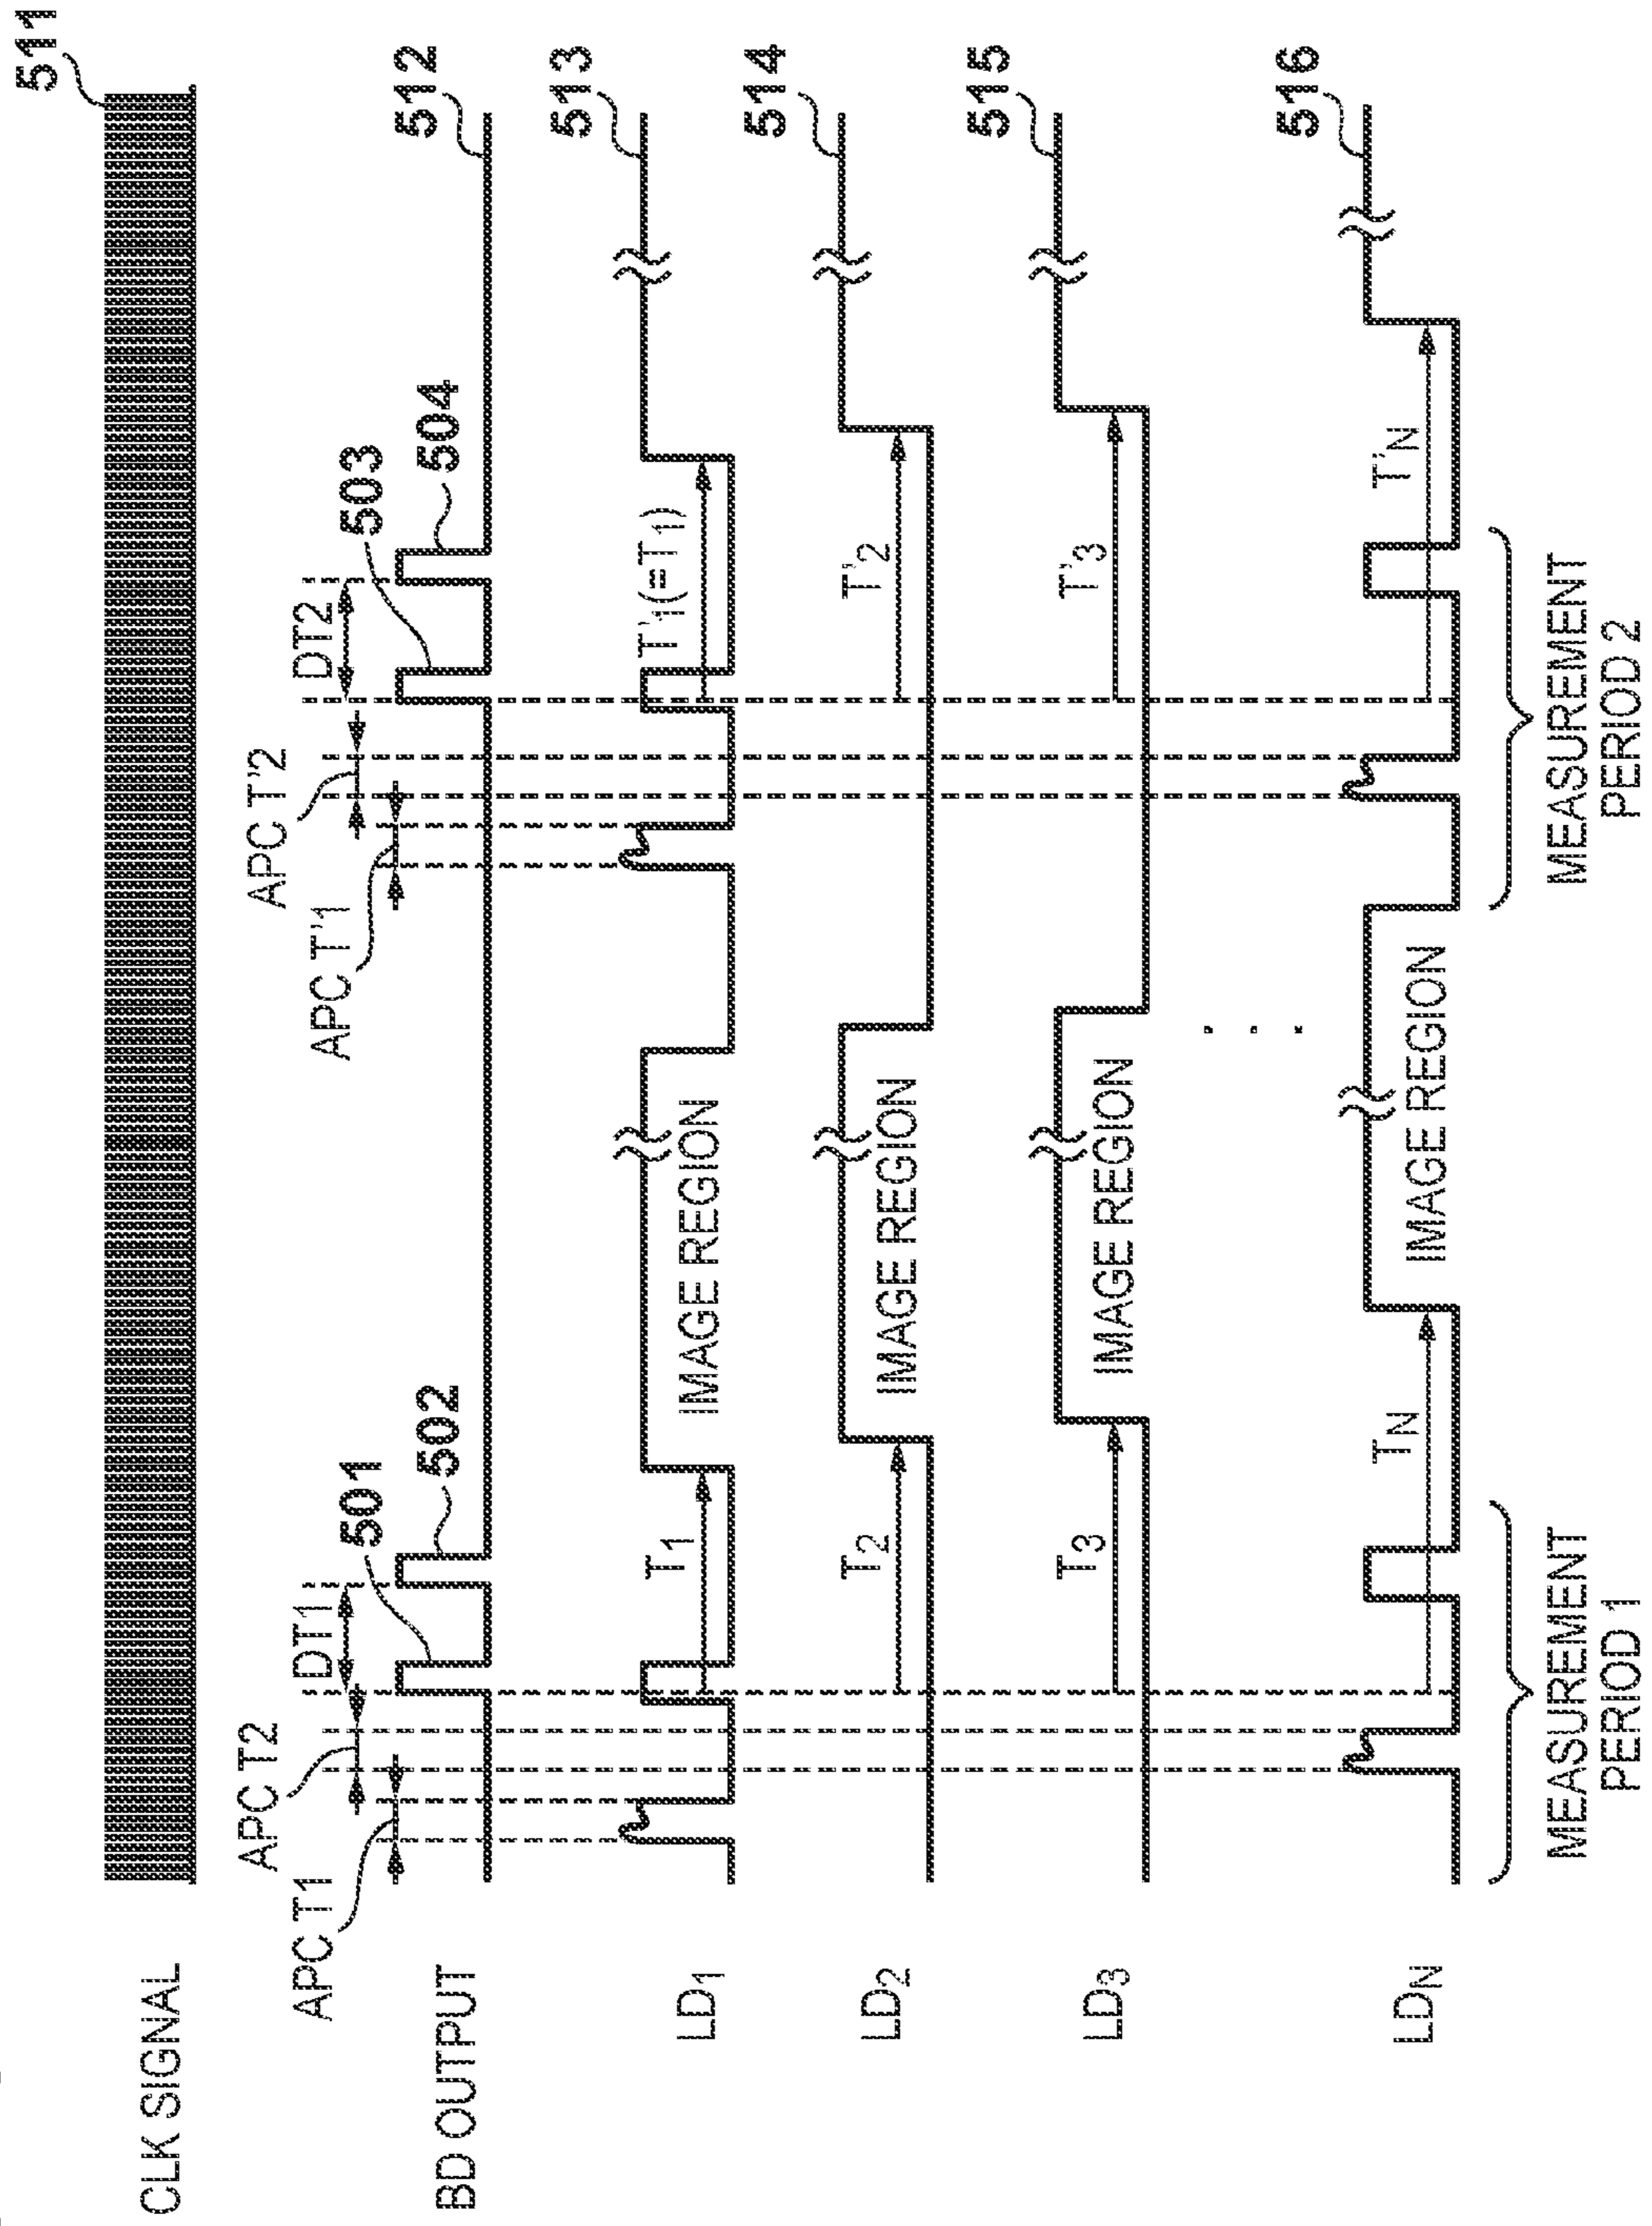 CLK SIGNAL
511
APC T1
APC T2
DT1
501
502
APC T'1
APC T'2
DT2
503
504
BD OUTPUT
512
LD1
T1
IMAGE REGION
T'1(=T1)
513
LD2
T2
IMAGE REGION
T'2
514
LD3
T3
IMAGE REGION
T'3
515
LDN
TN
IMAGE REGION
T'N
516
MEASUREMENT
PERIOD 1
MEASUREMENT
PERIOD 2